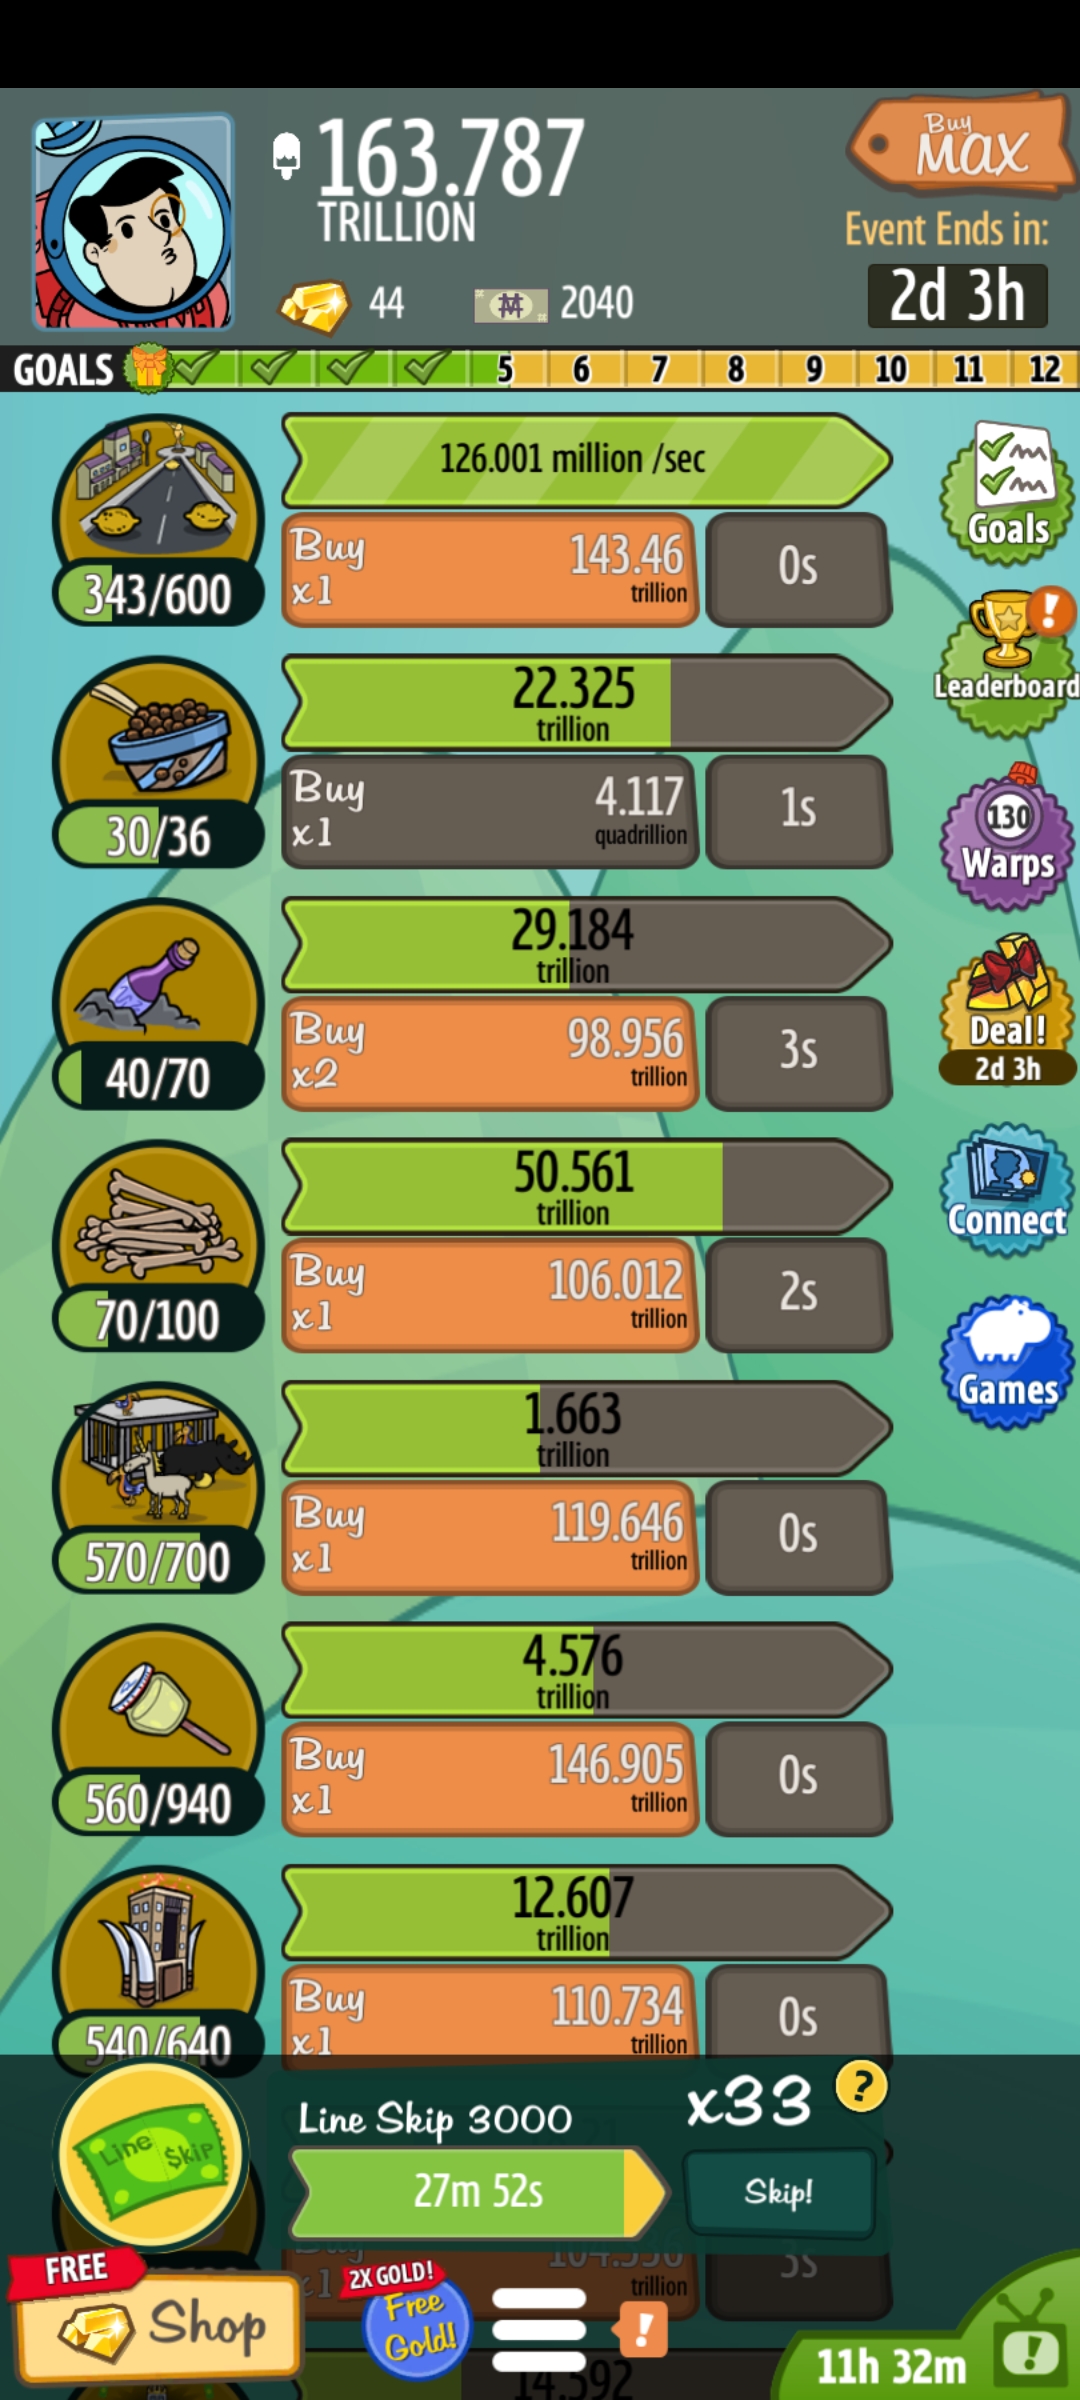 163.787
TRILLION
Buy
MAX
Event Ends in:
2d 3h
44
2040
GOALS
5
6
7
8
9
10
11
12
126.001 million /sec
343/600
Buy
x1
143.46
trillion
0s
Goals
22.325
trillion
30/36
Buy
x1
4.117
quadrillion
1s
Leaderboard
29.184
trillion
40/70
Buy
x2
98.956
trillion
3s
130
Warps
Deal!
2d 3h
50.561
trillion
70/100
Buy
x1
106.012
trillion
2s
Connect
Games
1.663
trillion
570/700
Buy
x1
119.646
trillion
0s
4.576
trillion
560/940
Buy
x1
146.905
trillion
0s
12.607
trillion
540/640
Buy
x1
110.734
trillion
0s
Line $kip
Line Skip 3000
x33
?
27m 52s
Skip!
x1
trillion
3s
FREE
Shop
2X GOLD!
Free
Gold!
!
14.592
11h 32m